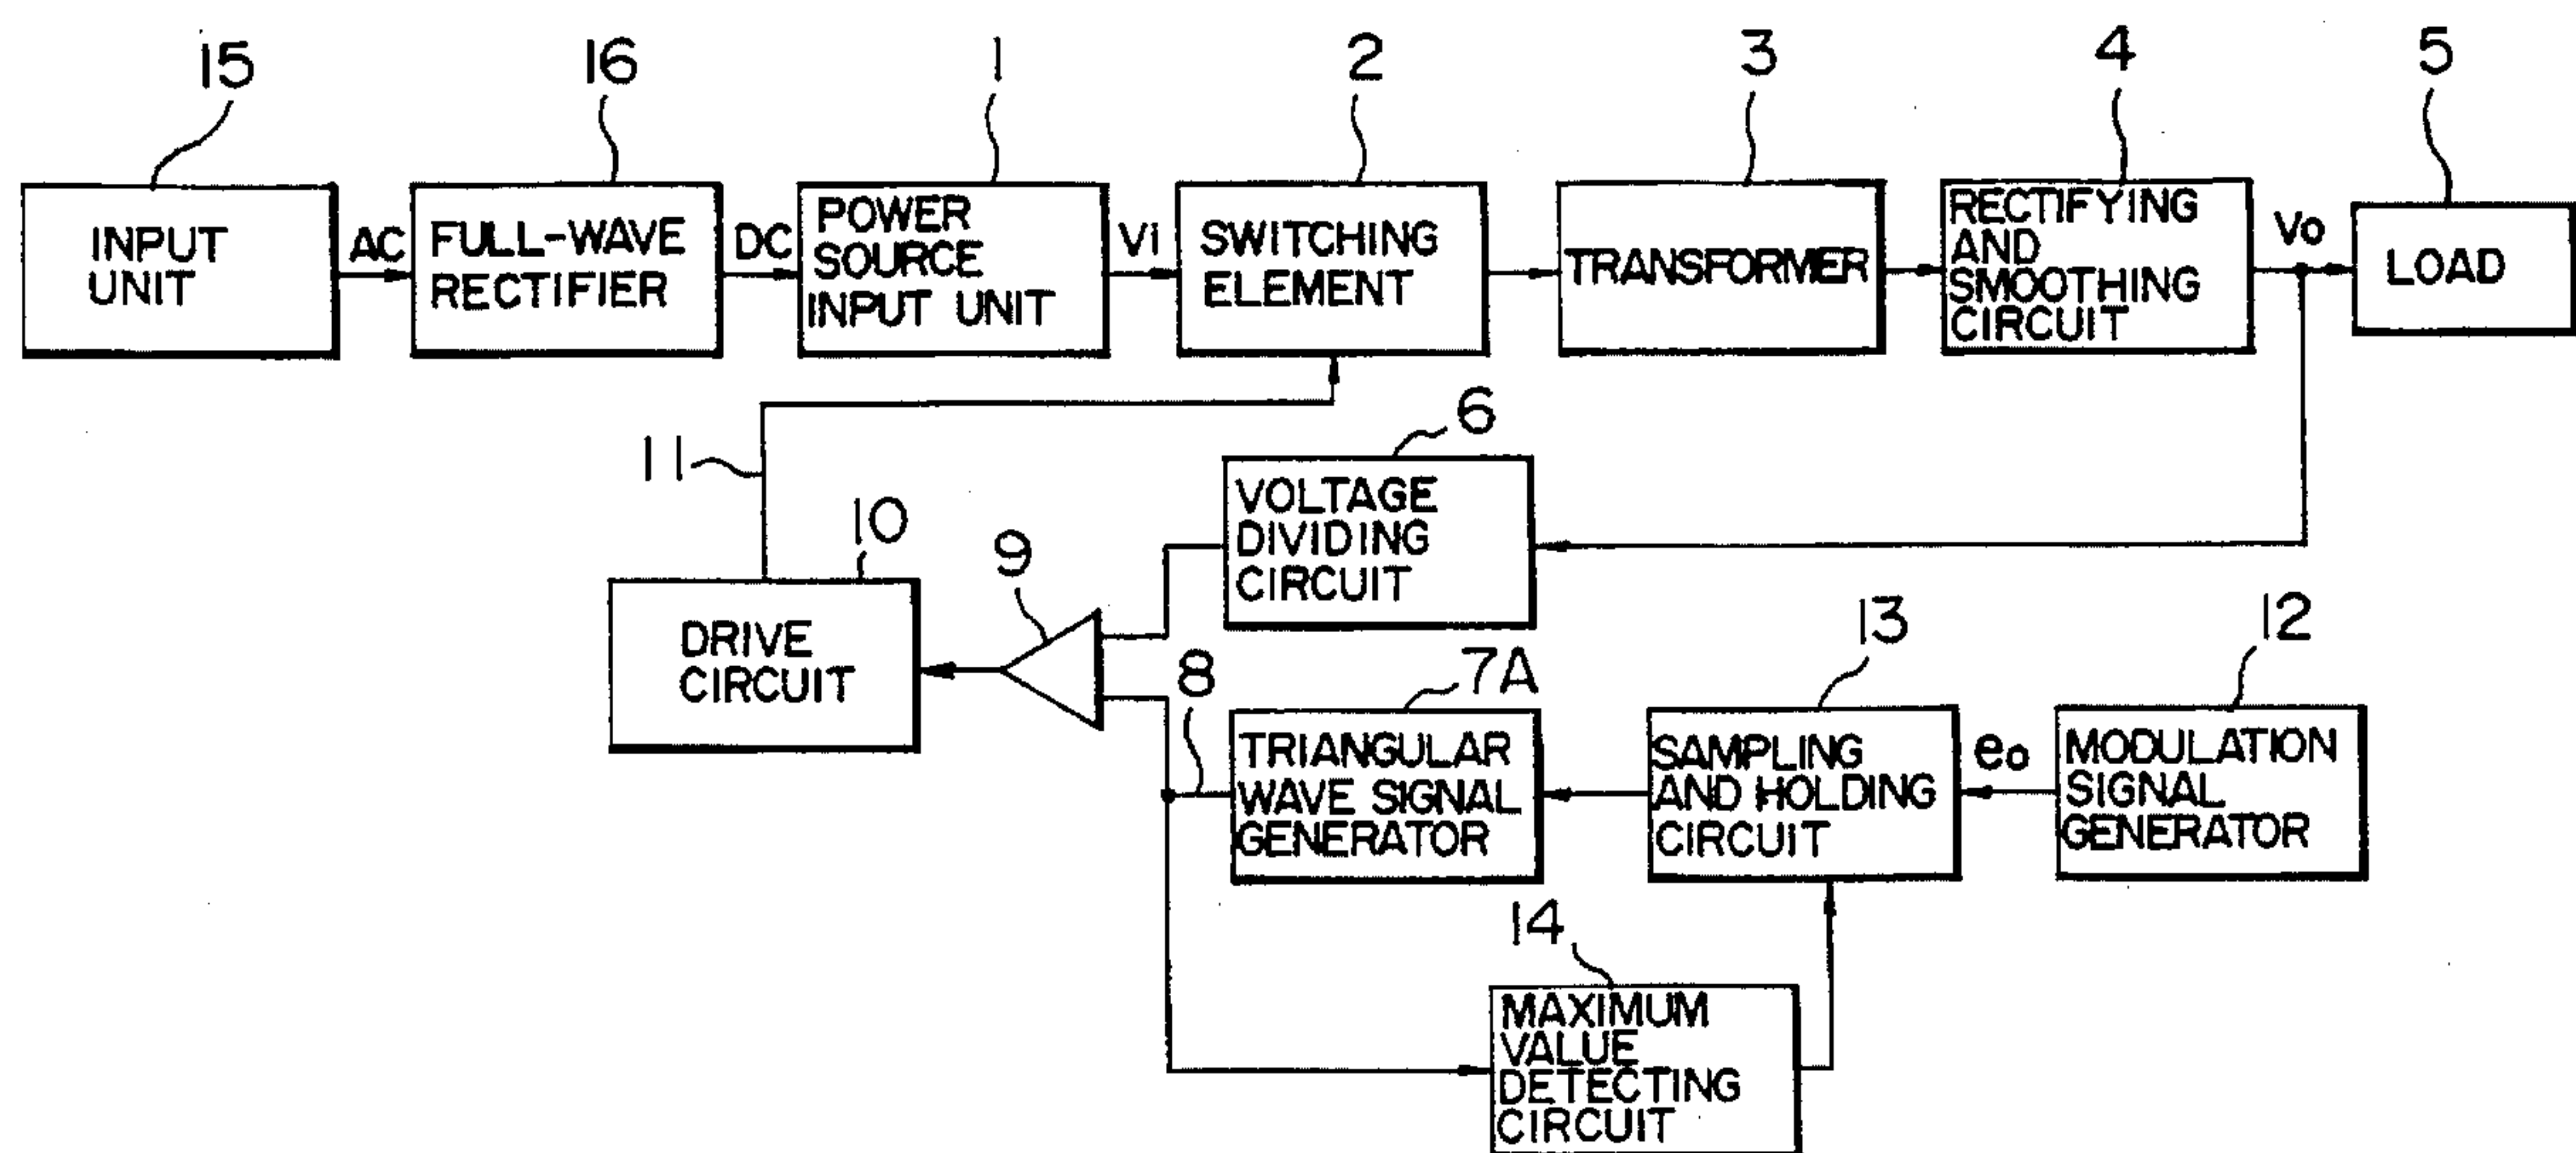 15
16
1
2
3
4
5
INPUT
UNIT
AC
FULL-WAVE
RECTIFIER
DC
POWER
SOURCE
INPUT UNIT
Vi
SWITCHING
ELEMENT
TRANSFORMER
RECTIFYING
AND
SMOOTHING
CIRCUIT
Vo
LOAD
11
10
DRIVE
CIRCUIT
9
6
VOLTAGE
DIVIDING
CIRCUIT
8
7A
TRIANGULAR
WAVE SIGNAL
GENERATOR
13
SAMPLING
AND HOLDING
CIRCUIT
eo
12
MODULATION
SIGNAL
GENERATOR
14
MAXIMUM
VALUE
DETECTING
CIRCUIT